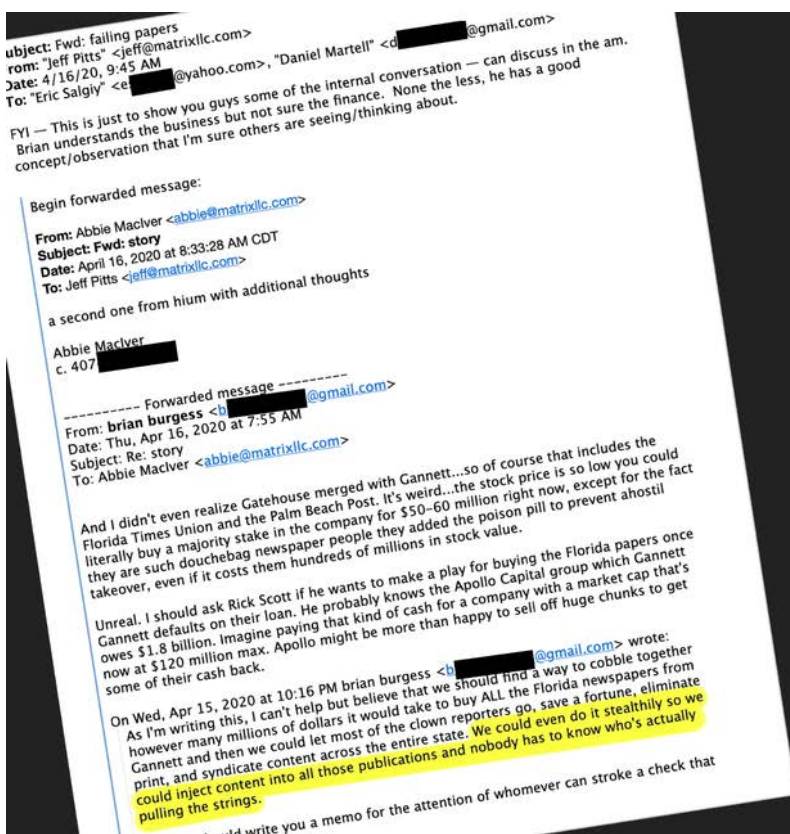 ubject: Fwd: failing papers
rom: "Jeff Pitts" <jeff@matrixllc.com>
Date: 4/16/20, 9:45 AM
To: "Eric Salgiy" <e @yahoo.com>, "Daniel Martell" <d @gmail.com>
FYI — This is just to show you guys some of the internal conversation — can discuss in the am.
Brian understands the business but not sure the finance. None the less, he has a good
concept/observation that I'm sure others are seeing/thinking about.
Begin forwarded message:
From: Abbie MacIver <abbie@matrixllc.com>
Subject: Fwd: story
Date: April 16, 2020 at 8:33:28 AM CDT
To: Jeff Pitts <jeff@matrixllc.com>
a second one from hium with additional thoughts
Abbie MacIver
c. 407
---------- Forwarded message ---------
From: brian burgess <b @gmail.com>
Date: Thu, Apr 16, 2020 at 7:55 AM
Subject: Re: story
To: Abbie MacIver <abbie@matrixllc.com>
And I didn't even realize Gatehouse merged with Gannett...so of course that includes the
Florida Times Union and the Palm Beach Post. It's weird...the stock price is so low you could
literally buy a majority stake in the company for $50-60 million right now, except for the fact
they are such douchebag newspaper people they added the poison pill to prevent ahostil
takeover, even if it costs them hundreds of millions in stock value.
Unreal. I should ask Rick Scott if he wants to make a play for buying the Florida papers once
Gannett defaults on their loan. He probably knows the Apollo Capital group which Gannett
owes $1.8 billion. Imagine paying that kind of cash for a company with a market cap that's
now at $120 million max. Apollo might be more than happy to sell off huge chunks to get
some of their cash back.
On Wed, Apr 15, 2020 at 10:16 PM brian burgess <b @gmail.com> wrote:
As I'm writing this, I can't help but believe that we should find a way to cobble together
however many millions of dollars it would take to buy ALL the Florida newspapers from
Gannett and then we could let most of the clown reporters go, save a fortune, eliminate
print, and syndicate content across the entire state. We could even do it stealthily so we
could inject content into all those publications and nobody has to know who's actually
pulling the strings.
write you a memo for the attention of whomever can stroke a check that